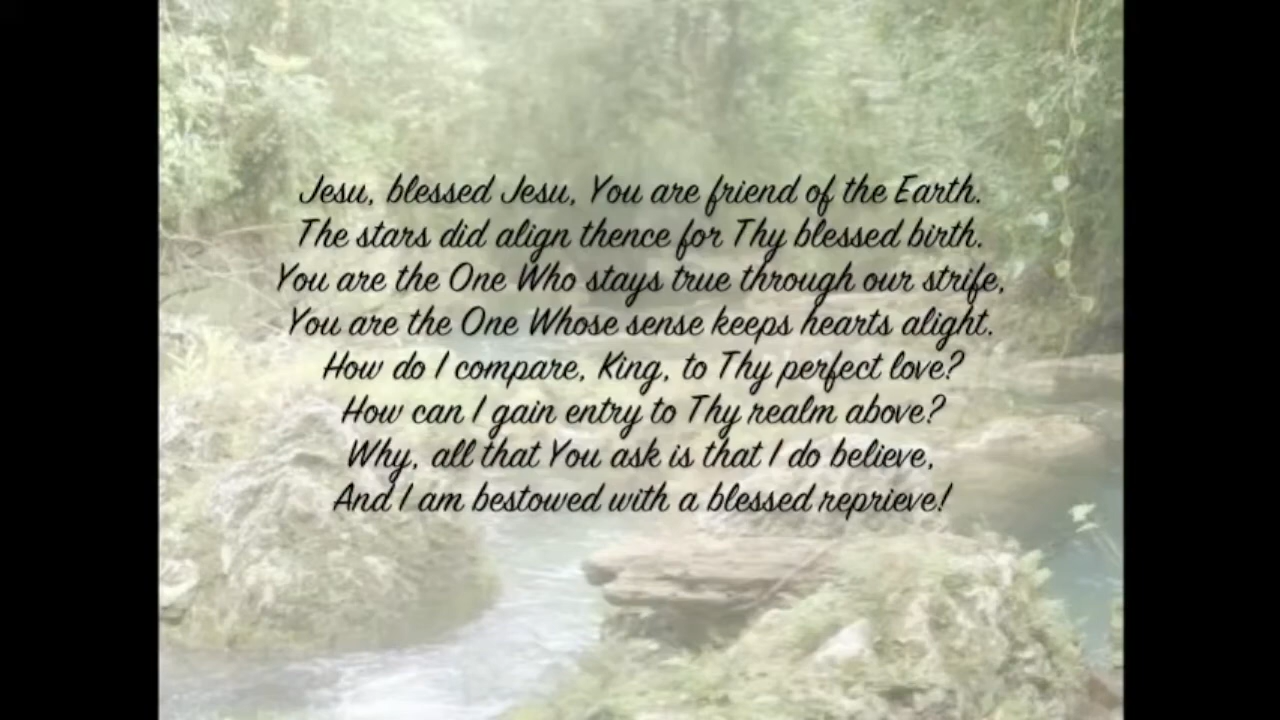 Jesu, blessed Jesu, You are friend of the Earth.
The stars did align thence for Thy blessed birth.
You are the One Who stays true through our strife,
You are the One Whose sense keeps hearts alight.
How do I compare, King, to Thy perfect love?
How can I gain entry to Thy realm above?
Why, all that You ask is that I do believe,
And I am bestowed with a blessed reprieve!